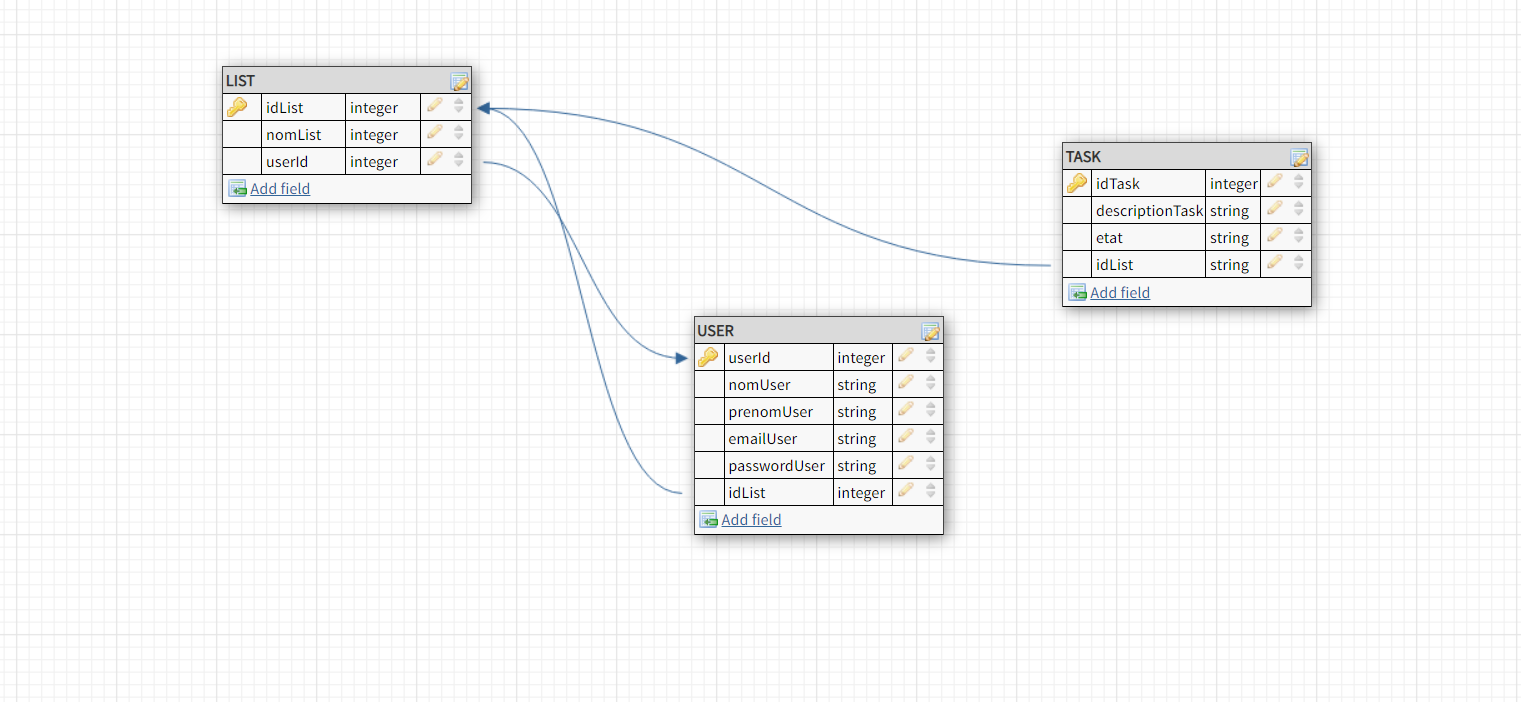 LIST
idList integer
nomList integer
userId integer
Add field
TASK
idTask integer
descriptionTask string
etat string
idList string
Add field
USER
userId integer
nomUser string
prenomUser string
emailUser string
passwordUser string
idList integer
Add field